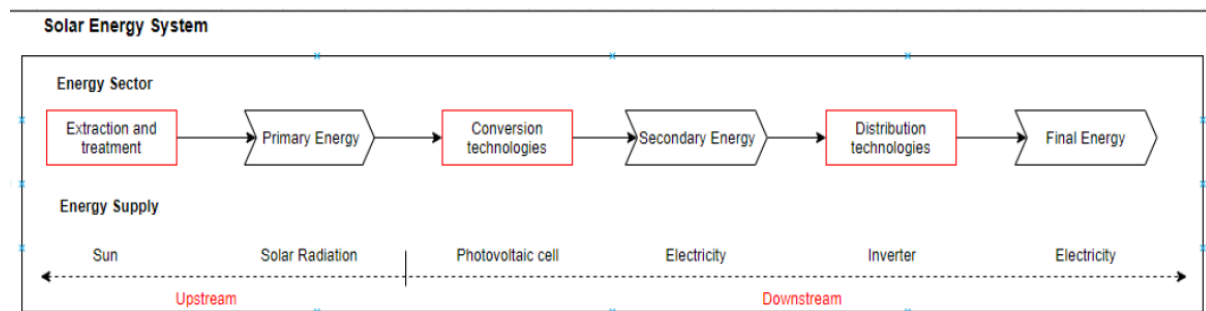 Solar Energy System
Energy Sector
Extraction and
treatment
Primary Energy
Conversion
technologies
Secondary Energy
Distribution
technologies
Final Energy
Energy Supply
Sun
Solar Radiation
Photovoltaic cell
Electricity
Inverter
Electricity
Upstream
Downstream